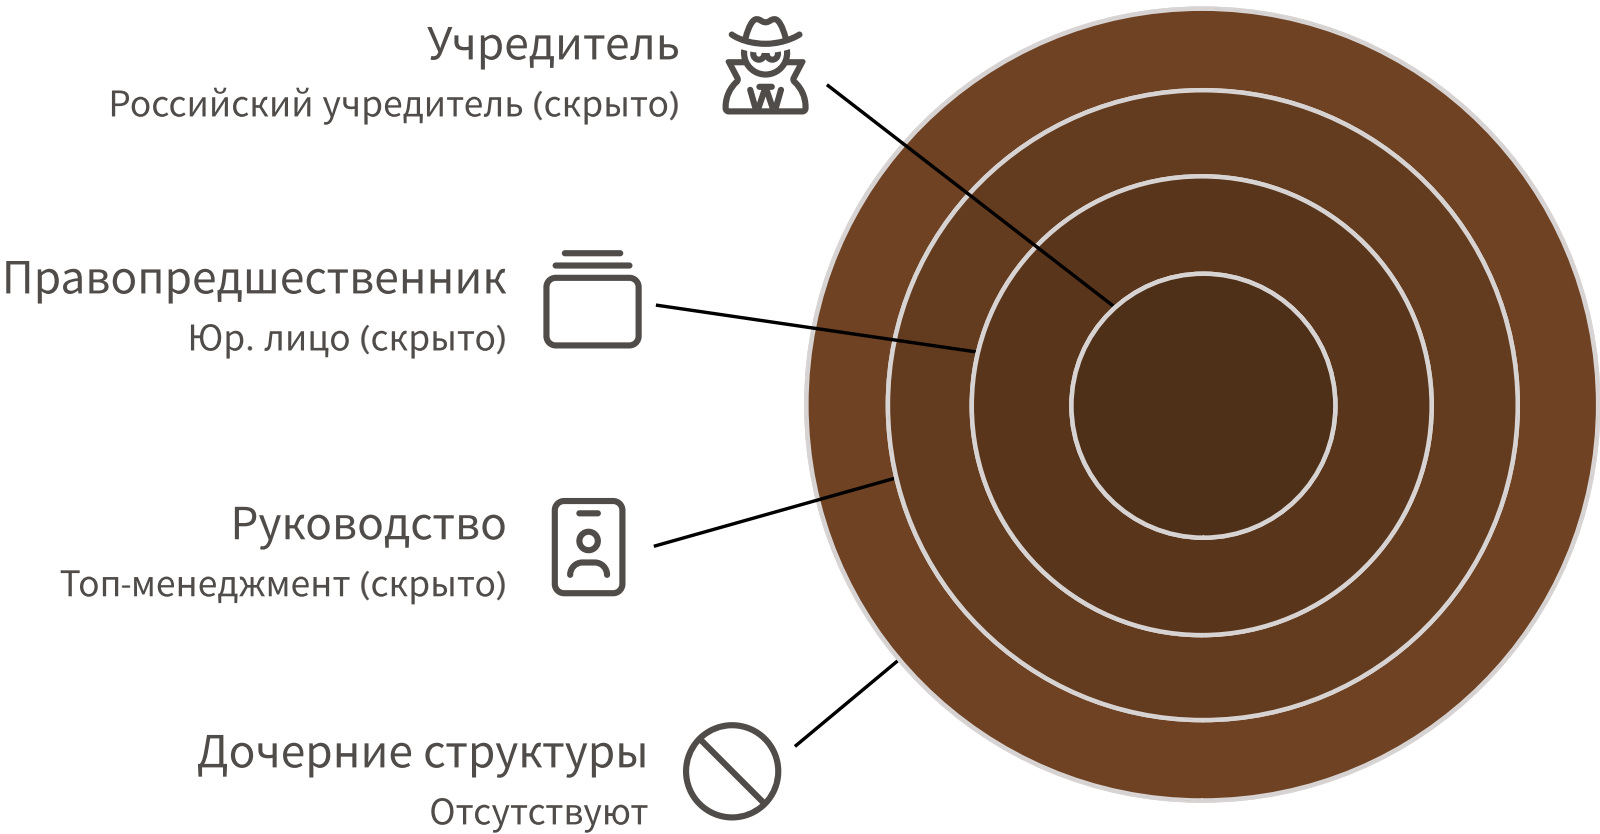 Учредитель
Российский учредитель (скрыто)
Правопредшественник
Юр. лицо (скрыто)
Руководство
Топ-менеджмент (скрыто)
Дочерние структуры
Отсутствуют